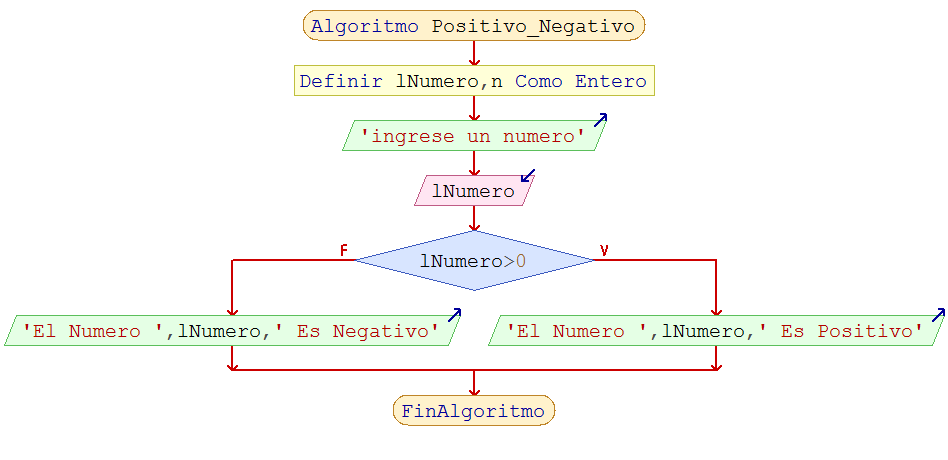 Algoritmo Positivo_Negativo
Definir lNumero,n Como Entero
'ingrese un numero'
lNumero
F
lNumero>0
V
'El Numero ',lNumero,' Es Negativo'
'El Numero ',lNumero,' Es Positivo'
FinAlgoritmo